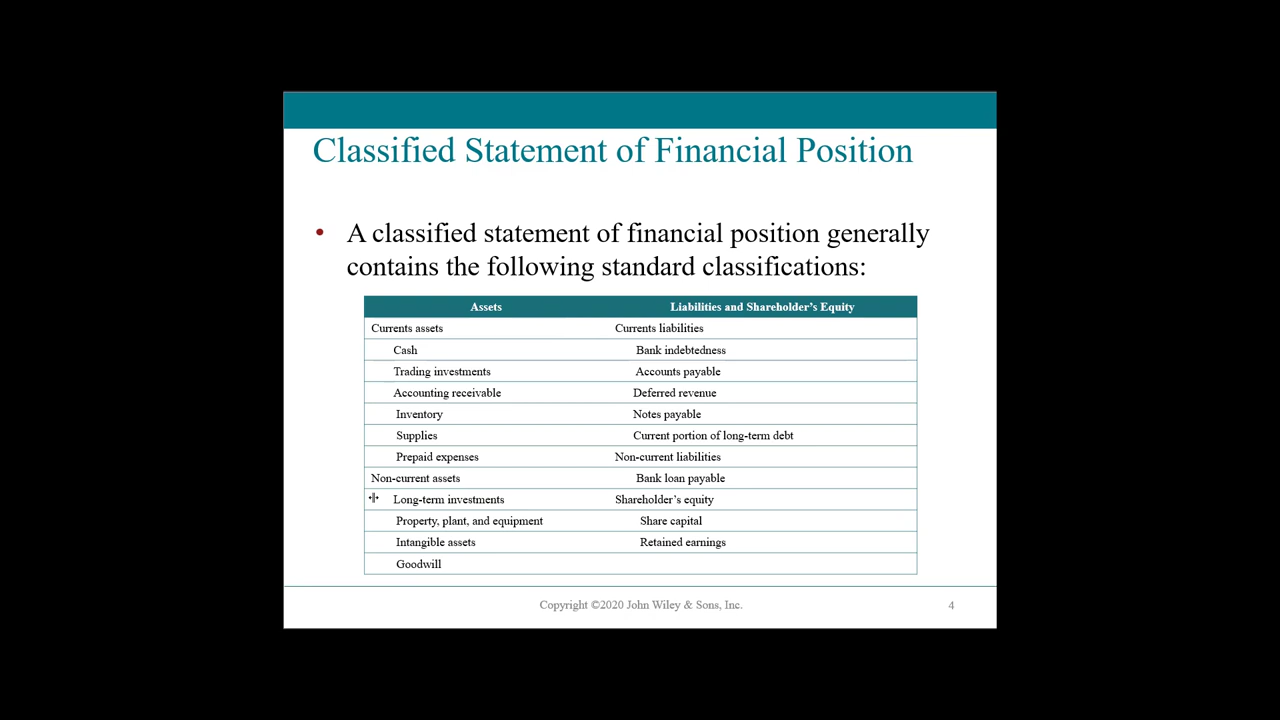 Classified Statement of Financial Position
• A classified statement of financial position generally
contains the following standard classifications:
Assets Liabilities and Shareholder’s Equity
Currents assets Currents liabilities
Cash Bank indebtedness
Trading investments Accounts payable
Accounting receivable Deferred revenue
Inventory Notes payable
Supplies Current portion of long-term debt
Prepaid expenses Non-current liabilities
Non-current assets Bank loan payable
Long-term investments Shareholder’s equity
Property, plant, and equipment Share capital
Intangible assets Retained earnings
Goodwill
Copyright ©2020 John Wiley & Sons, Inc. 4